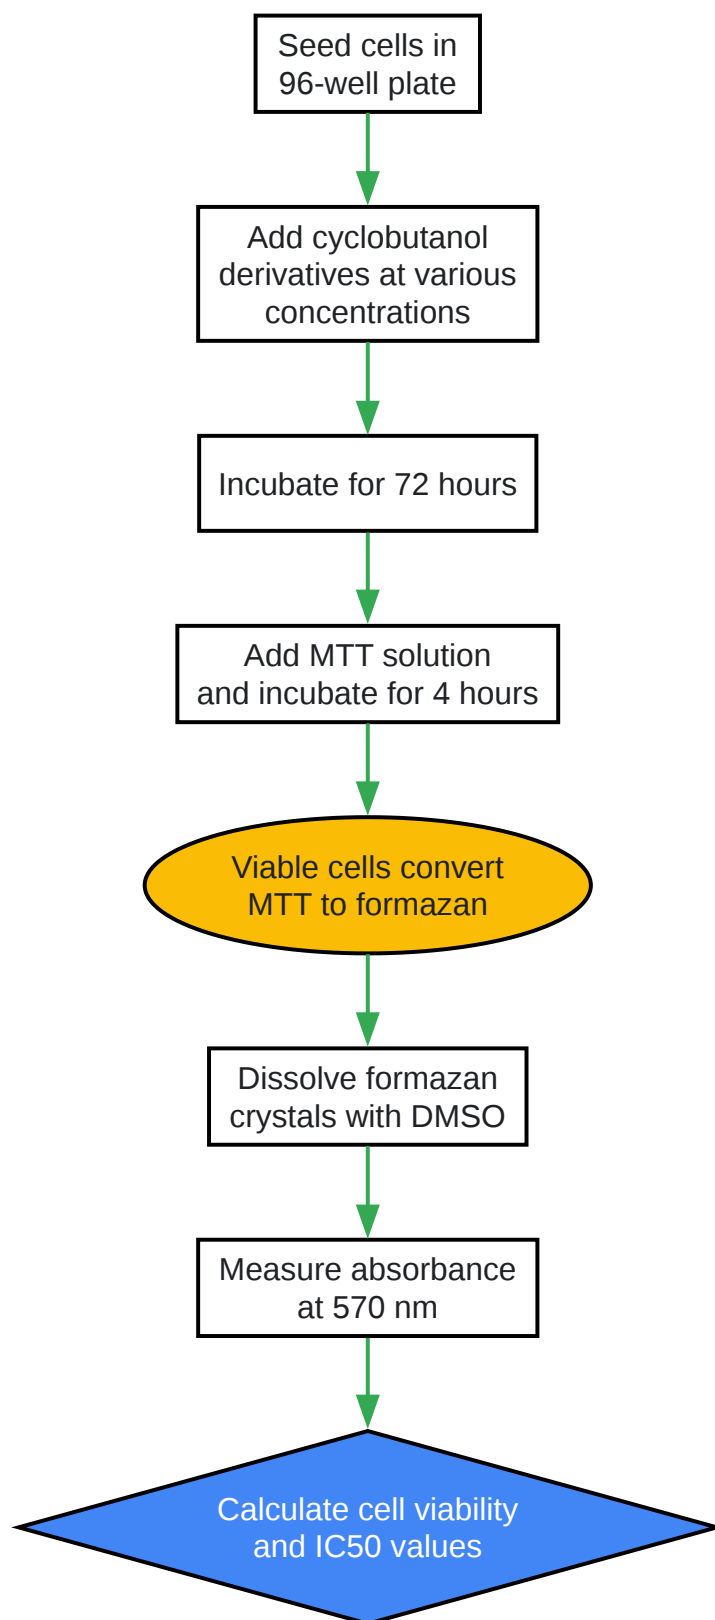 Seed cells in
96-well plate
Add cyclobutanol
derivatives at various
concentrations
Incubate for 72 hours
Add MTT solution
and incubate for 4 hours
Viable cells convert
MTT to formazan
Dissolve formazan
crystals with DMSO
Measure absorbance
at 570 nm
Calculate cell viability
and IC50 values